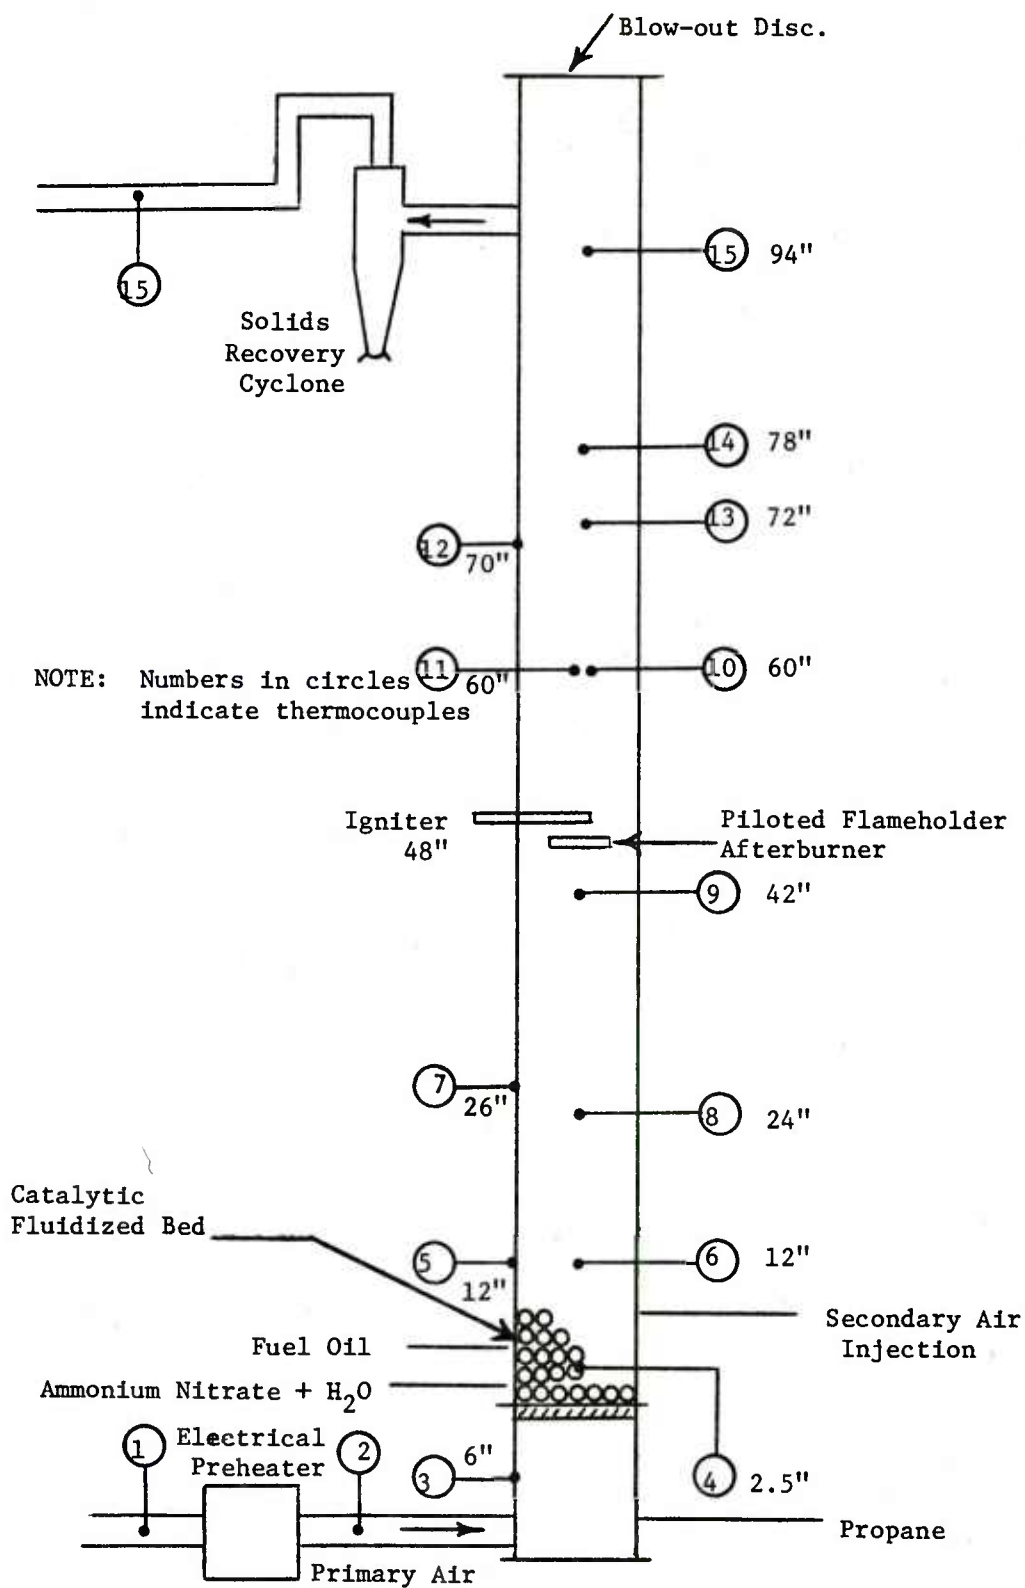 Blow-out Disc.
15 94"
15
Solids
Recovery
Cyclone
14 78"
13 72"
12 70"
11 60"
10 60"
NOTE: Numbers in circles
indicate thermocouples
Igniter
48"
Piloted Flameholder
Afterburner
9 42"
7 26"
8 24"
Catalytic
Fluidized Bed
5 12"
6 12"
Secondary Air
Injection
Fuel Oil
Ammonium Nitrate + H₂O
1 Electrical
Preheater
2
3 6"
4 2.5"
Propane
Primary Air